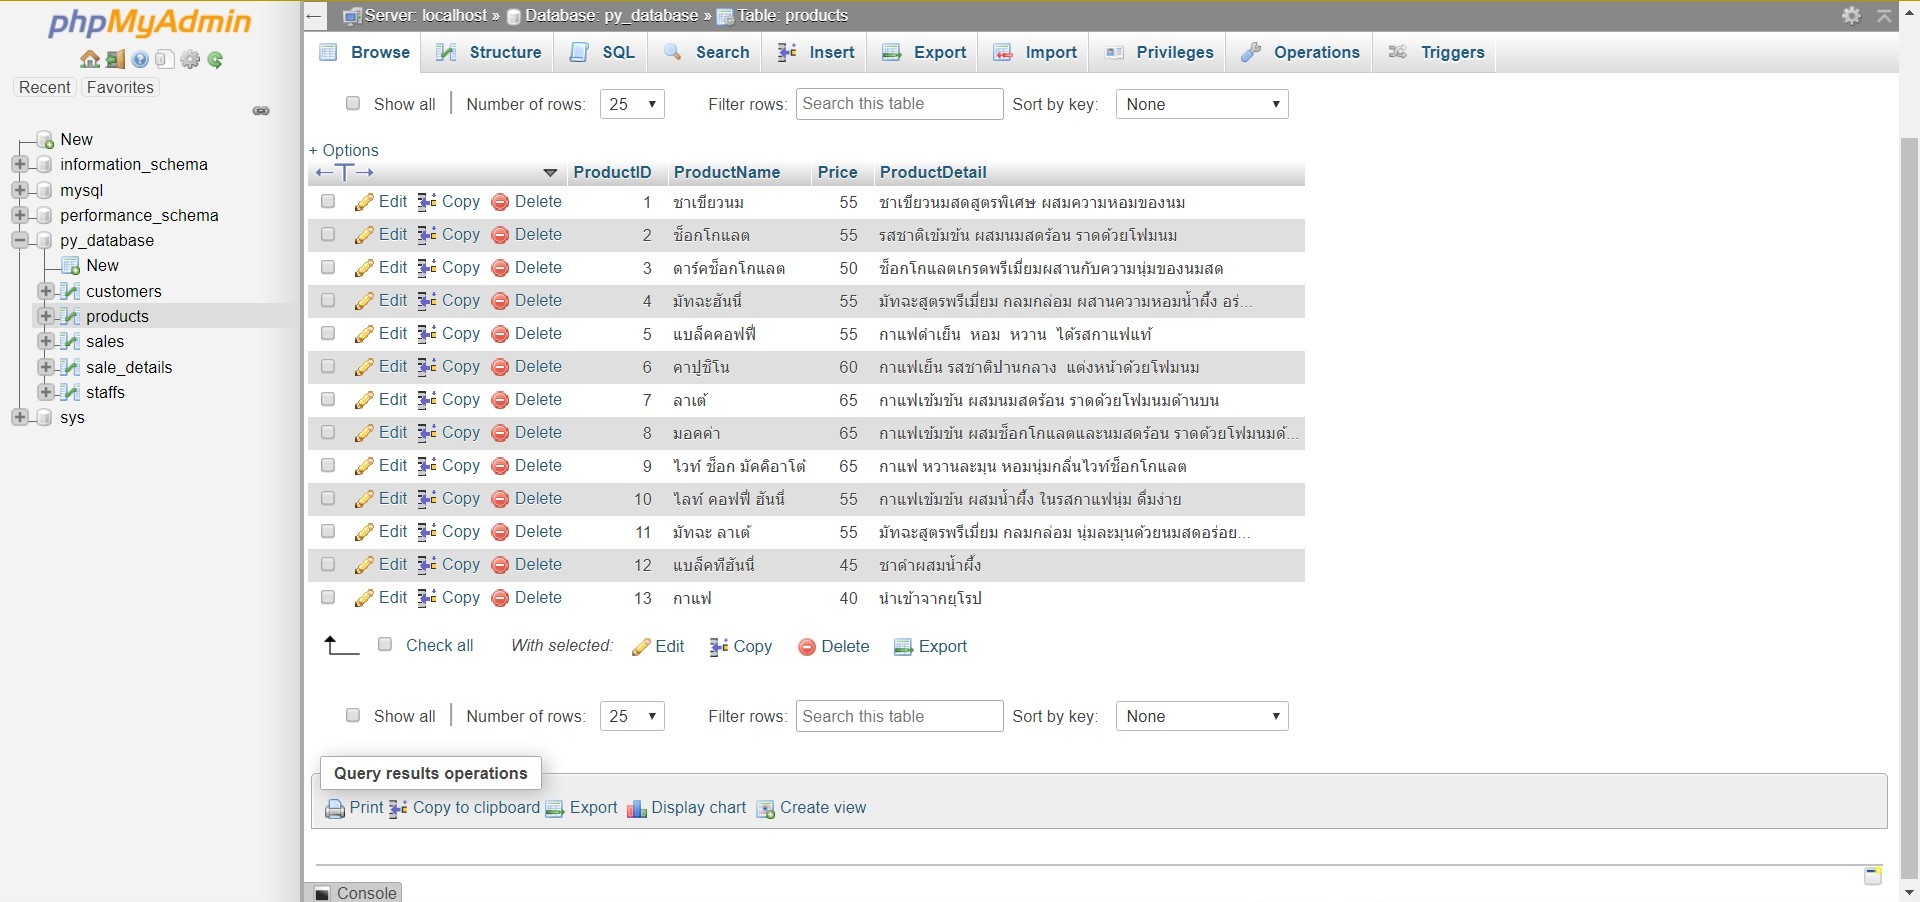 phpMyAdmin
Recent Favorites
New
information_schema
mysql
performance_schema
py_database
New
customers
products
sales
sale_details
staffs
sys
Server: localhost » Database: py_database » Table: products
Browse Structure SQL Search Insert Export Import Privileges Operations Triggers
Show all Number of rows: 25 Filter rows: Search this table Sort by key: None
+ Options
ProductID ProductName Price ProductDetail
Edit Copy Delete 1 ชาเขียวนม 55 ชาเขียวนมสดสูตรพิเศษ ผสมความหอมของนม
Edit Copy Delete 2 ช็อกโกแลต 55 รสชาติเข้มข้น ผสมนมสดร้อน ราดด้วยโฟมนม
Edit Copy Delete 3 ดาร์คช็อกโกแลต 50 ช็อกโกแลตเกรดพรีเมี่ยมผสานกับความนุ่มของนมสด
Edit Copy Delete 4 มัทฉะฮันนี่ 55 มัทฉะสูตรพรีเมี่ยม กลมกล่อม ผสานความหอมน้ำผึ้ง อร่...
Edit Copy Delete 5 แบล็คคอฟฟี่ 55 กาแฟดำเย็น หอม หวาน ได้รสกาแฟแท้
Edit Copy Delete 6 คาปูชิโน 60 กาแฟเย็น รสชาติปานกลาง แต่งหน้าด้วยโฟมนม
Edit Copy Delete 7 ลาเต้ 65 กาแฟเข้มข้น ผสมนมสดร้อน ราดด้วยโฟมนมด้านบน
Edit Copy Delete 8 มอคค่า 65 กาแฟเข้มข้น ผสมช็อกโกแลตและนมสดร้อน ราดด้วยโฟมนมด้...
Edit Copy Delete 9 ไวท์ ช็อก มัคคิอาโต้ 65 กาแฟ หวานละมุน หอมนุ่มกลิ่นไวท์ช็อกโกแลต
Edit Copy Delete 10 ไลท์ คอฟฟี่ ฮันนี่ 55 กาแฟเข้มข้น ผสมน้ำผึ้ง ในรสกาแฟนุ่ม ดื่มง่าย
Edit Copy Delete 11 มัทฉะ ลาเต้ 55 มัทฉะสูตรพรีเมี่ยม กลมกล่อม นุ่มละมุนด้วยนมสดอร่อย...
Edit Copy Delete 12 แบล็คทีฮันนี่ 45 ชาดำผสมน้ำผึ้ง
Edit Copy Delete 13 กาแฟ 40 นำเข้าจากยุโรป
Check all With selected: Edit Copy Delete Export
Show all Number of rows: 25 Filter rows: Search this table Sort by key: None
Query results operations
Print Copy to clipboard Export Display chart Create view
Console